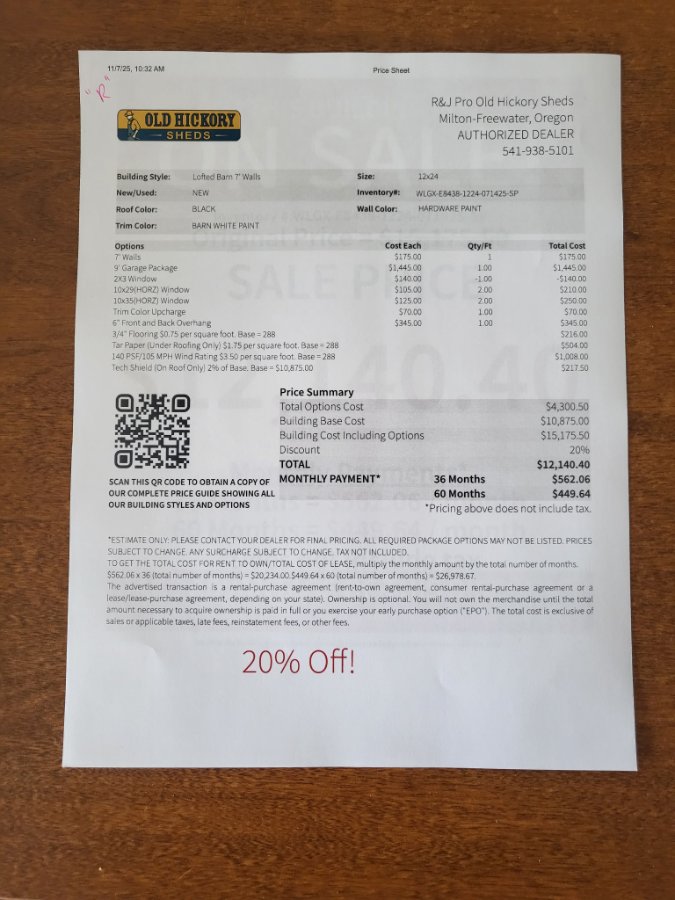 11/7/25, 10:32 AM
Price Sheet
"R"
OLD HICKORY
SHEDS
R&J Pro Old Hickory Sheds
Milton-Freewater, Oregon
AUTHORIZED DEALER
541-938-5101
Building Style: Lofted Barn 7' Walls Size: 12x24
New/Used: NEW Inventory#: WLGX-E8438-1224-071425-SP
Roof Color: BLACK Wall Color: HARDWARE PAINT
Trim Color: BARN WHITE PAINT
Options Cost Each Qty/Ft Total Cost
7' Walls $175.00 1 $175.00
9' Garage Package $1,445.00 1.00 $1,445.00
2X3 Window $140.00 -1.00 -$140.00
10x29(HORZ) Window $105.00 2.00 $210.00
10x35(HORZ) Window $125.00 2.00 $250.00
Trim Color Upcharge $70.00 1.00 $70.00
6" Front and Back Overhang $345.00 1.00 $345.00
3/4" Flooring $0.75 per square foot. Base = 288 $216.00
Tar Paper (Under Roofing Only) $1.75 per square foot. Base = 288 $504.00
140 PSF/105 MPH Wind Rating $3.50 per square foot. Base = 288 $1,008.00
Tech Shield (On Roof Only) 2% of Base. Base = $10,875.00 $217.50
Price Summary
Total Options Cost $4,300.50
Building Base Cost $10,875.00
Building Cost Including Options $15,175.50
Discount 20%
TOTAL $12,140.40
MONTHLY PAYMENT* 36 Months $562.06
60 Months $449.64
*Pricing above does not include tax.
SCAN THIS QR CODE TO OBTAIN A COPY OF
OUR COMPLETE PRICE GUIDE SHOWING ALL
OUR BUILDING STYLES AND OPTIONS
*ESTIMATE ONLY: PLEASE CONTACT YOUR DEALER FOR FINAL PRICING. ALL REQUIRED PACKAGE OPTIONS MAY NOT BE LISTED. PRICES
SUBJECT TO CHANGE. ANY SURCHARGE SUBJECT TO CHANGE. TAX NOT INCLUDED.
TO GET THE TOTAL COST FOR RENT TO OWN/TOTAL COST OF LEASE, multiply the monthly amount by the total number of months.
$562.06 x 36 (total number of months) = $20,234.00.$449.64 x 60 (total number of months) = $26,978.67.
The advertised transaction is a rental-purchase agreement (rent-to-own agreement, consumer rental-purchase agreement or a
lease/lease-purchase agreement, depending on your state). Ownership is optional. You will not own the merchandise until the total
amount necessary to acquire ownership is paid in full or you exercise your early purchase option ("EPO"). The total cost is exclusive of
sales or applicable taxes, late fees, reinstatement fees, or other fees.
20% Off!